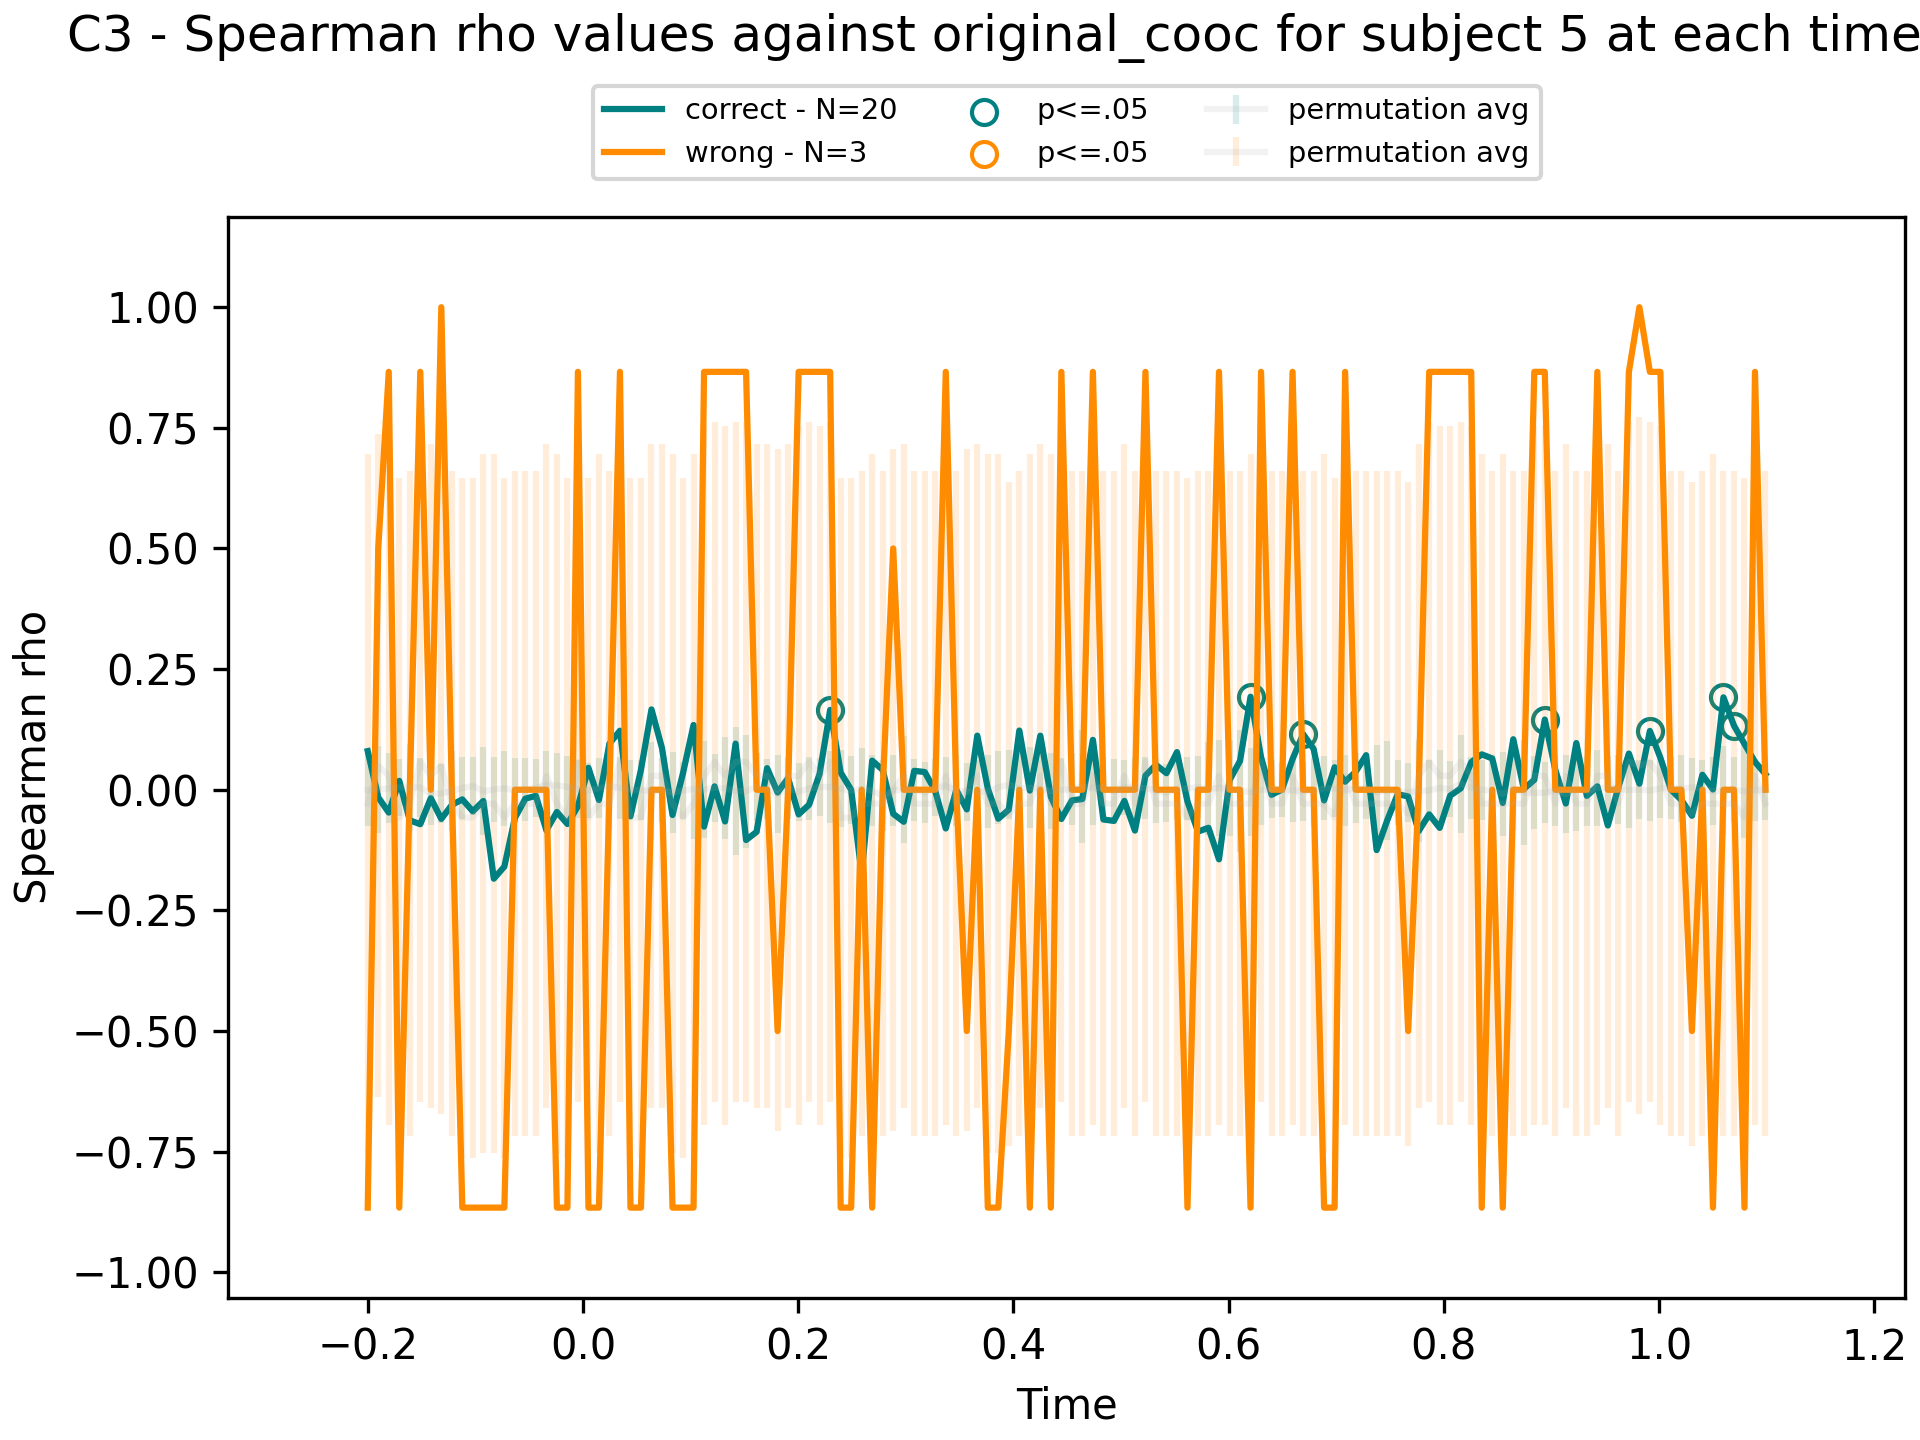 C3 - Spearman rho values against original_cooc for subject 5 at each time
correct - N=20
wrong - N=3
p<=.05
p<=.05
permutation avg
permutation avg
1.00
0.75
0.50
0.25
0.00
−0.25
−0.50
−0.75
−1.00
Spearman rho
−0.2
0.0
0.2
0.4
0.6
0.8
1.0
1.2
Time